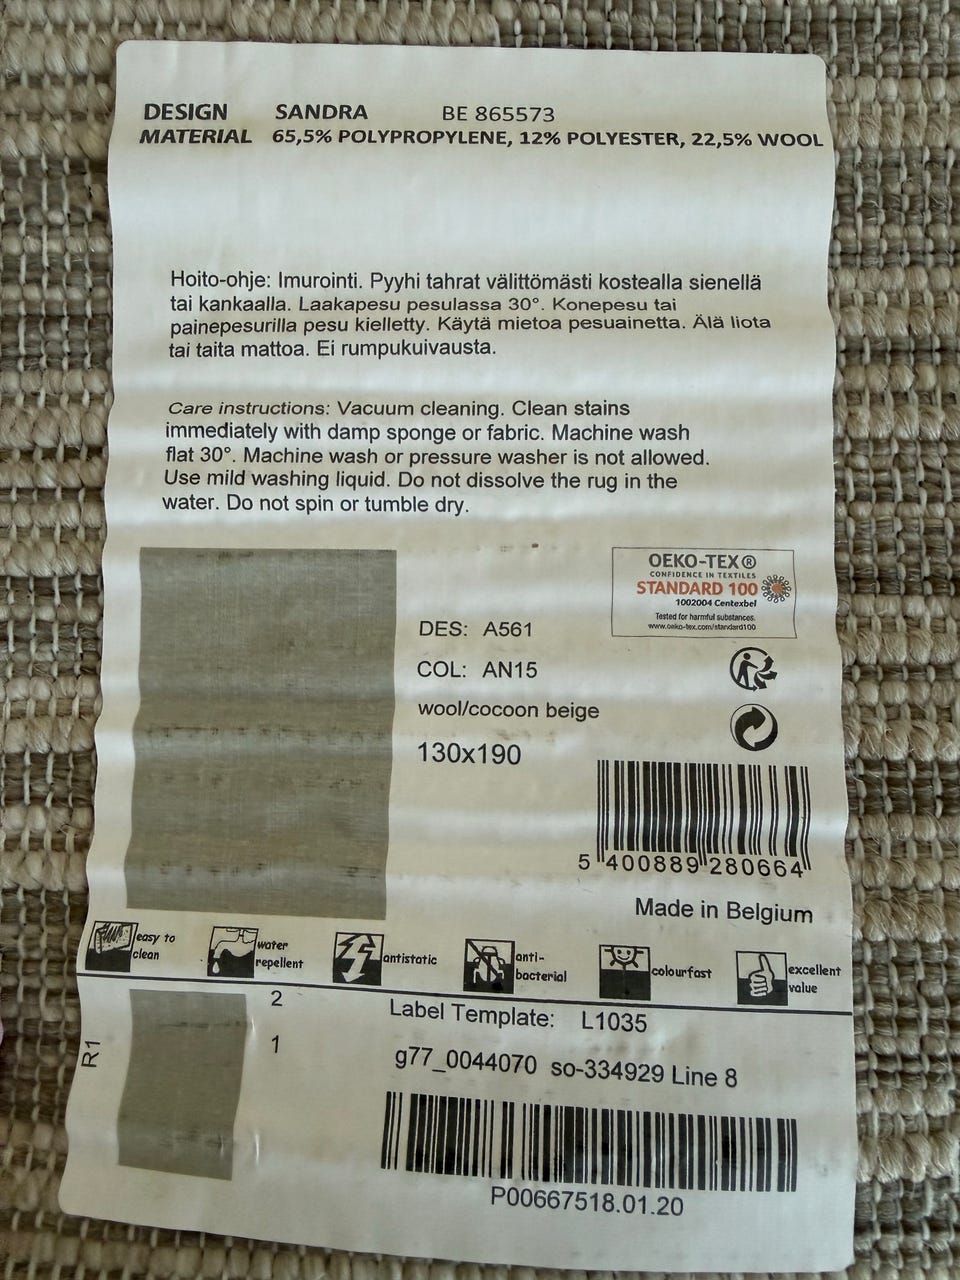 DESIGN SANDRA BE 865573
MATERIAL 65,5% POLYPROPYLENE, 12% POLYESTER, 22,5% WOOL
Hoito-ohje: Imurointi. Pyyhi tahrat välittömästi kostealla sienellä
tai kankaalla. Laakapesu pesulassa 30°. Konepesu tai
painepesurilla pesu kielletty. Käytä mietoa pesuainetta. Älä liota
tai taita mattoa. Ei rumpukuivausta.
Care instructions: Vacuum cleaning. Clean stains
immediately with damp sponge or fabric. Machine wash
flat 30°. Machine wash or pressure washer is not allowed.
Use mild washing liquid. Do not dissolve the rug in the
water. Do not spin or tumble dry.
OEKO-TEX®
CONFIDENCE IN TEXTILES
STANDARD 100
1002004 Centexbel
Tested for harmful substances.
www.oeko-tex.com/standard100
DES: A561
COL: AN15
wool/cocoon beige
130x190
5 400889 280664
Made in Belgium
easy to
clean
water
repellent
antistatic
anti-
bacterial
colourfast
excellent
value
R1
2
1
Label Template: L1035
g77_0044070 so-334929 Line 8
P00667518.01.20